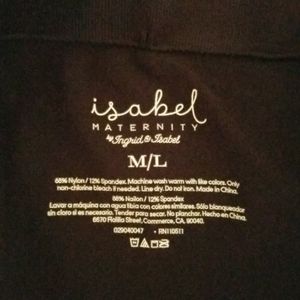 isabel
MATERNITY
by Ingrid & Isabel
M/L
88% Nylon / 12% Spandex. Machine wash warm with like colors. Only
non-chlorine bleach if needed. Line dry. Do not iron. Made in China.
88% Nailon / 12% Spandex
Lavar a máquina con agua tibia con colores similares. Sólo blanqueador
sin cloro si es necesario. Tender para secar. No planchar. Hecho en China.
6670 Flotilla Street, Commerce, CA. 90040.
029040047 • RN110511